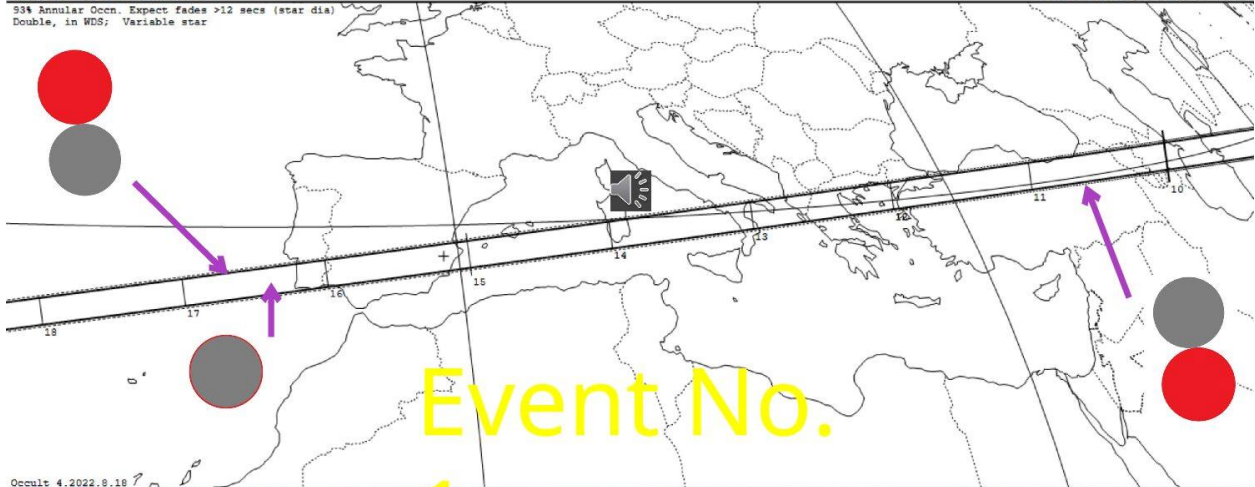 93% Annular Occn. Expect fades >12 secs (star dia)
Double, in WDS; Variable star
10
11
12
13
14
15
16
17
18
Event No.
Occult 4.2022.8.18